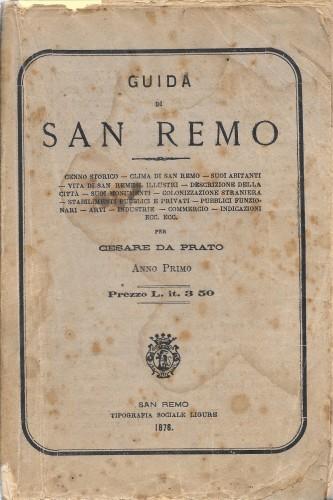 GUIDA
DI
SAN REMO
CENNO STORICO — CLIMA DI SAN REMO — SUOI ABITANTI
— VITA DI SAN REMESI ILLUSTRI — DESCRIZIONE DELLA
CITTÀ — SUOI MONUMENTI — COLONIZZAZIONE STRANIERA
— STABILIMENTI PUBBLICI E PRIVATI — PUBBLICI FUNZIO-
NARI — ARTI — INDUSTRIE — COMMERCIO — INDICAZIONI
ECC. ECC.
PER
CESARE DA PRATO
ANNO PRIMO
Prezzo L. it. 3 50
SAN REMO
TIPOGRAFIA SOCIALE LIGURE
1876.